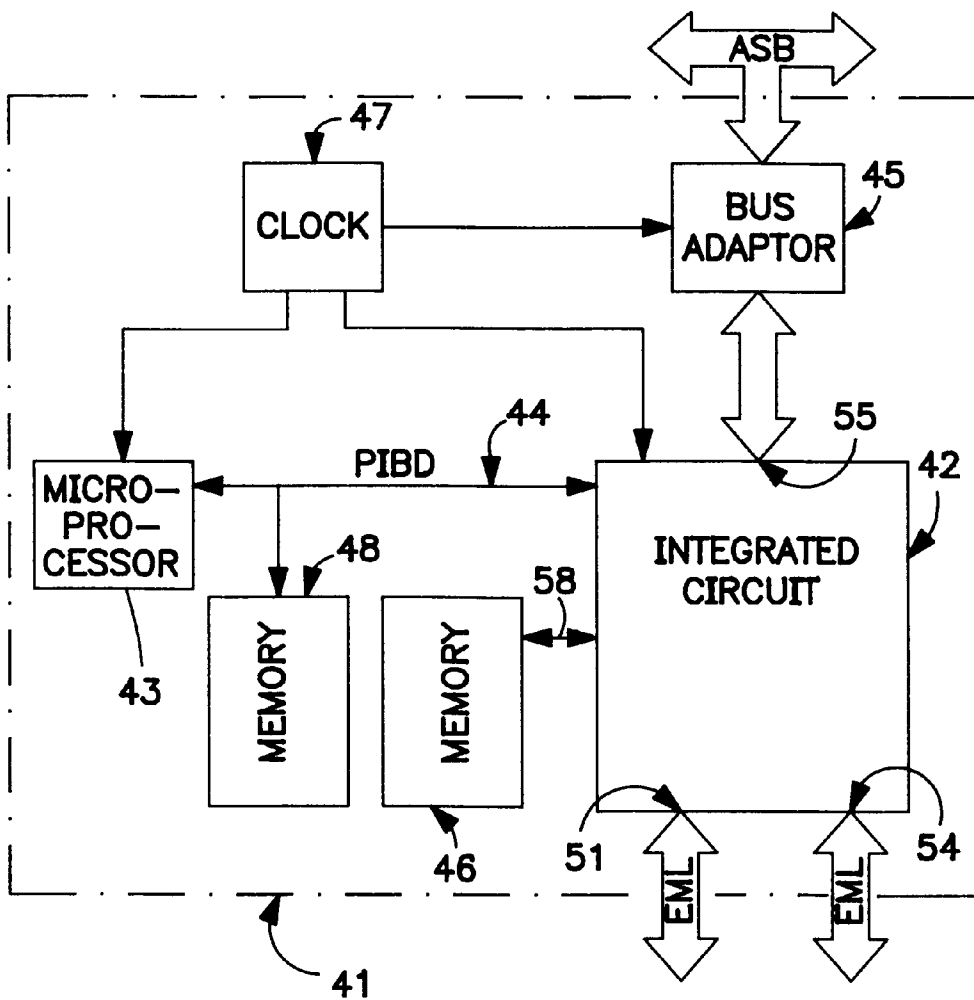 ASB
47
CLOCK
BUS
ADAPTOR
45
44
55
PIBD
MICRO-
PRO-
CESSOR
42
INTEGRATED
CIRCUIT
48
58
MEMORY
MEMORY
43
51
54
46
EML
EML
41